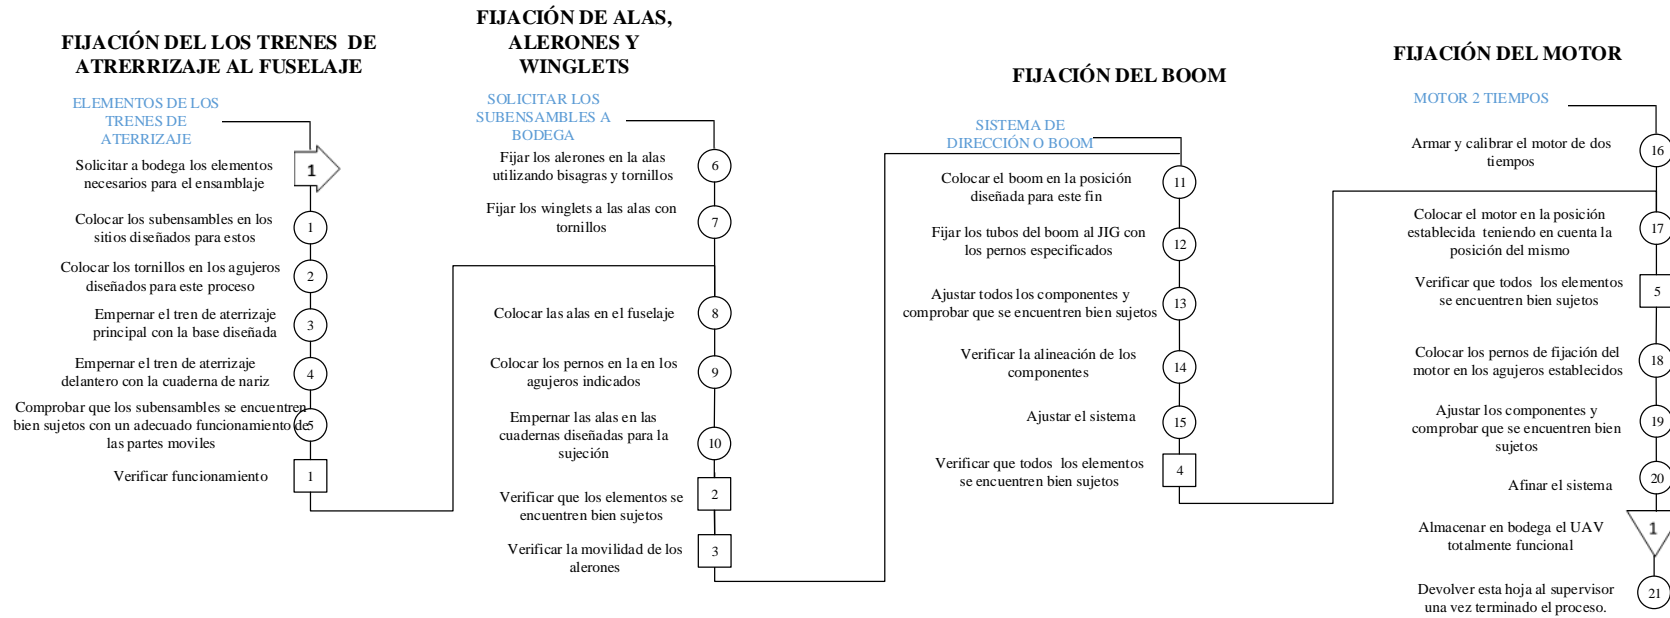 FIJACIÓN DEL LOS TRENES DE
ATRERRIZAJE AL FUSELAJE
ELEMENTOS DE LOS
TRENES DE
ATERRIZAJE
Solicitar a bodega los elementos
necesarios para el ensamblaje
1
Colocar los subensambles en los
sitios diseñados para estos
1
Colocar los tornillos en los agujeros
diseñados para este proceso
2
Empernar el tren de aterrizaje
principal con la base diseñada
3
Empernar el tren de aterrizaje
delantero con la cuaderna de nariz
4
Comprobar que los subensambles se encuentren
bien sujetos con un adecuado funcionamiento de
las partes moviles
5
Verificar funcionamiento
1
FIJACIÓN DE ALAS,
ALERONES Y
WINGLETS
SOLICITAR LOS
SUBENSAMBLES A
BODEGA
Fijar los alerones en la alas
utilizando bisagras y tornillos
6
Fijar los winglets a las alas con
tornillos
7
Colocar las alas en el fuselaje
8
Colocar los pernos en la en los
agujeros indicados
9
Empernar las alas en las
cuadernas diseñadas para la
sujeción
10
Verificar que los elementos se
encuentren bien sujetos
2
Verificar la movilidad de los
alerones
3
FIJACIÓN DEL BOOM
SISTEMA DE
DIRECCIÓN O BOOM
Colocar el boom en la posición
diseñada para este fin
11
Fijar los tubos del boom al JIG con
los pernos especificados
12
Ajustar todos los componentes y
comprobar que se encuentren bien sujetos
13
Verificar la alineación de los
componentes
14
Ajustar el sistema
15
Verificar que todos los elementos
se encuentren bien sujetos
4
FIJACIÓN DEL MOTOR
MOTOR 2 TIEMPOS
Armar y calibrar el motor de dos
tiempos
16
Colocar el motor en la posición
establecida teniendo en cuenta la
posición del mismo
17
Verificar que todos los elementos
se encuentren bien sujetos
5
Colocar los pernos de fijación del
motor en los agujeros establecidos
18
Ajustar los componentes y
comprobar que se encuentren bien
sujetos
19
Afinar el sistema
20
Almacenar en bodega el UAV
totalmente funcional
1
Devolver esta hoja al supervisor
una vez terminado el proceso.
21